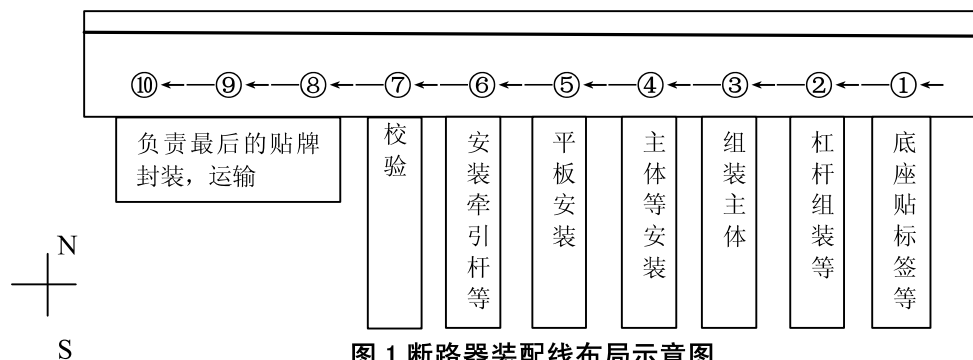 ⑩←⑨←⑧←⑦←⑥←⑤←④←③←②←①←
负责最后的贴牌
封装，运输
校验
安装牵引杆等
平板安装
主体等安装
组装主体
杠杆组装等
底座贴标签等
N
S
图 1 断路器装配线布局示意图